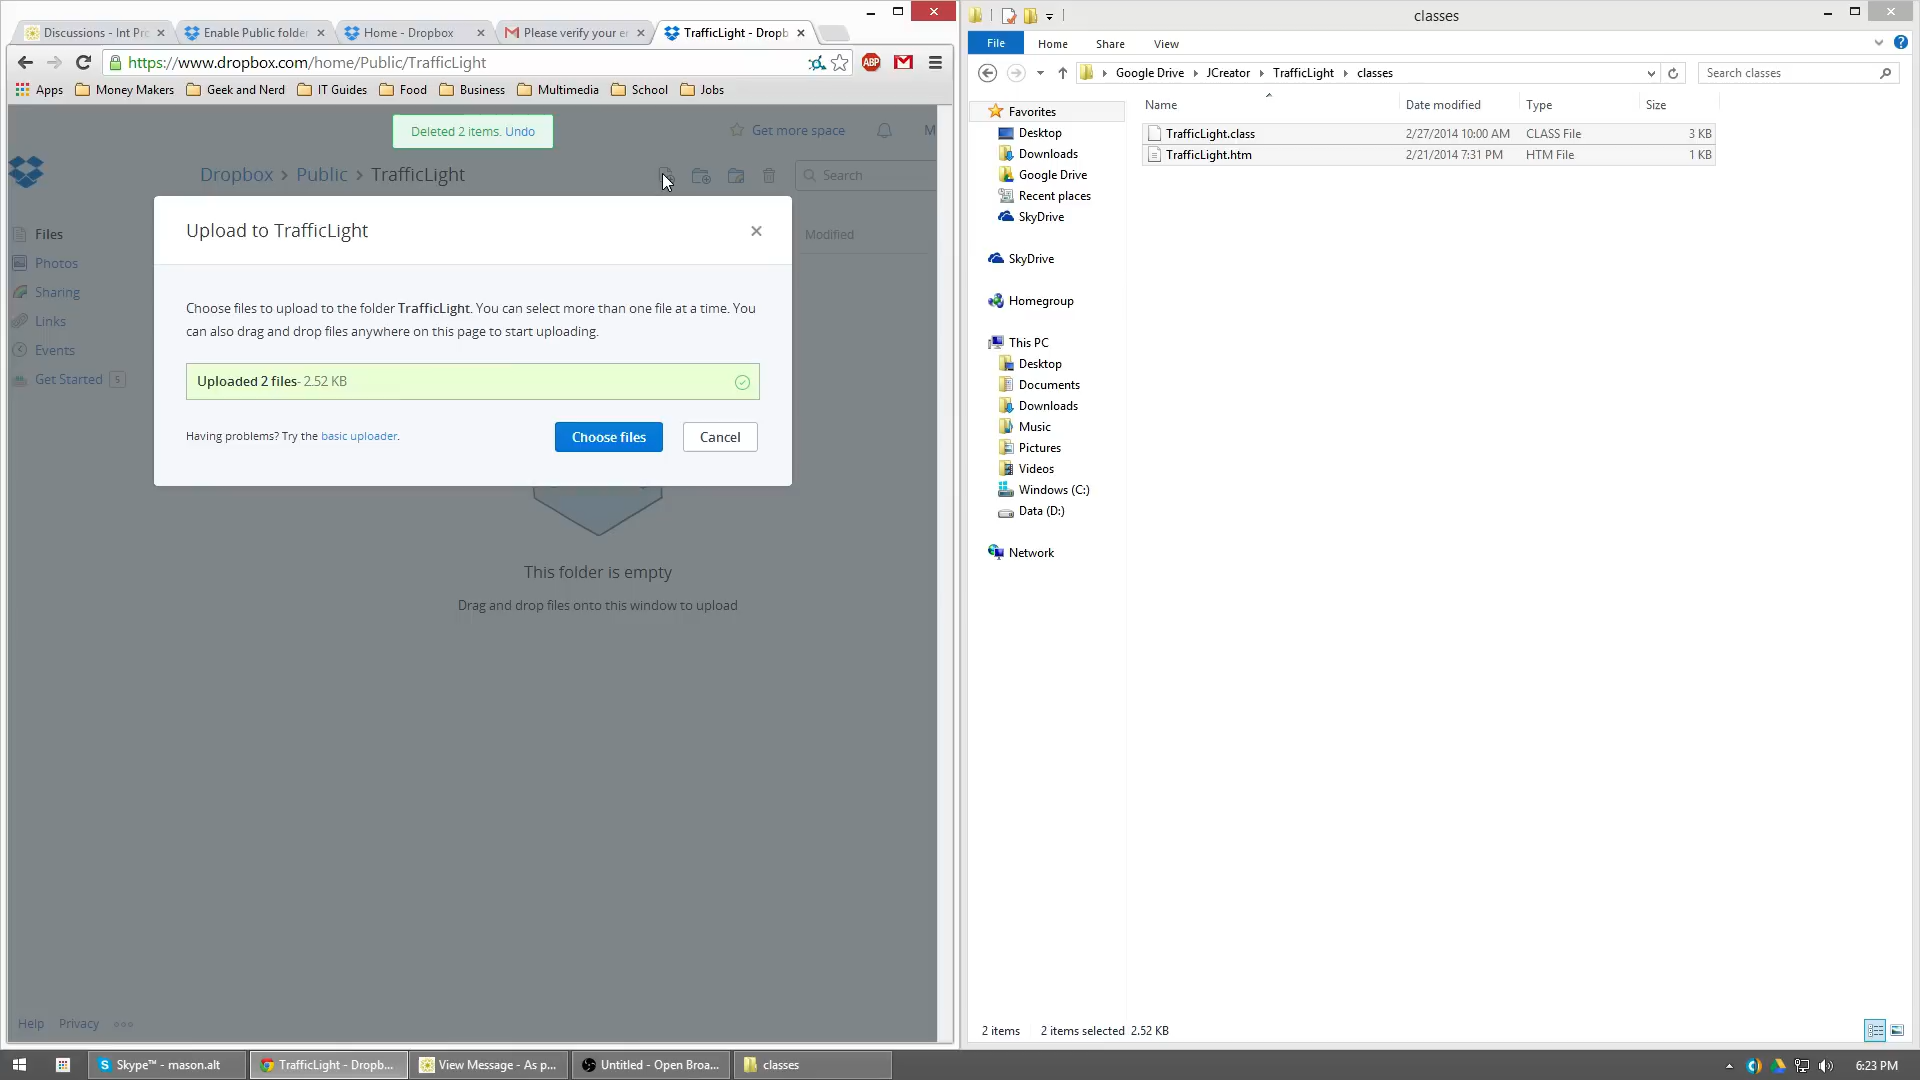 Discussions - Int Pro
Enable Public folder
Home - Dropbox
Please verify your e
TrafficLight - Dropb
https://www.dropbox.com/home/Public/TrafficLight
ABP
Apps
Money Makers
Geek and Nerd
IT Guides
Food
Business
Multimedia
School
Jobs
Deleted 2 items. Undo
Get more space
M
Dropbox > Public > TrafficLight
Search
Files
Photos
Sharing
Links
Events
Get Started 5
Modified
Upload to TrafficLight
Choose files to upload to the folder TrafficLight. You can select more than one file at a time. You
can also drag and drop files anywhere on this page to start uploading.
Uploaded 2 files- 2.52 KB
Having problems? Try the basic uploader.
Choose files
Cancel
This folder is empty
Drag and drop files onto this window to upload
Help
Privacy
classes
File
Home
Share
View
Google Drive
JCreator
TrafficLight
classes
Search classes
Name
Date modified
Type
Size
TrafficLight.class 2/27/2014 10:00 AM CLASS File 3 KB
TrafficLight.htm 2/21/2014 7:31 PM HTM File 1 KB
Favorites
Desktop
Downloads
Google Drive
Recent places
SkyDrive
SkyDrive
Homegroup
This PC
Desktop
Documents
Downloads
Music
Pictures
Videos
Windows (C:)
Data (D:)
Network
2 items
2 items selected 2.52 KB
Skype™ - mason.alt
TrafficLight - Dropb...
View Message - As p...
Untitled - Open Broa...
classes
6:23 PM